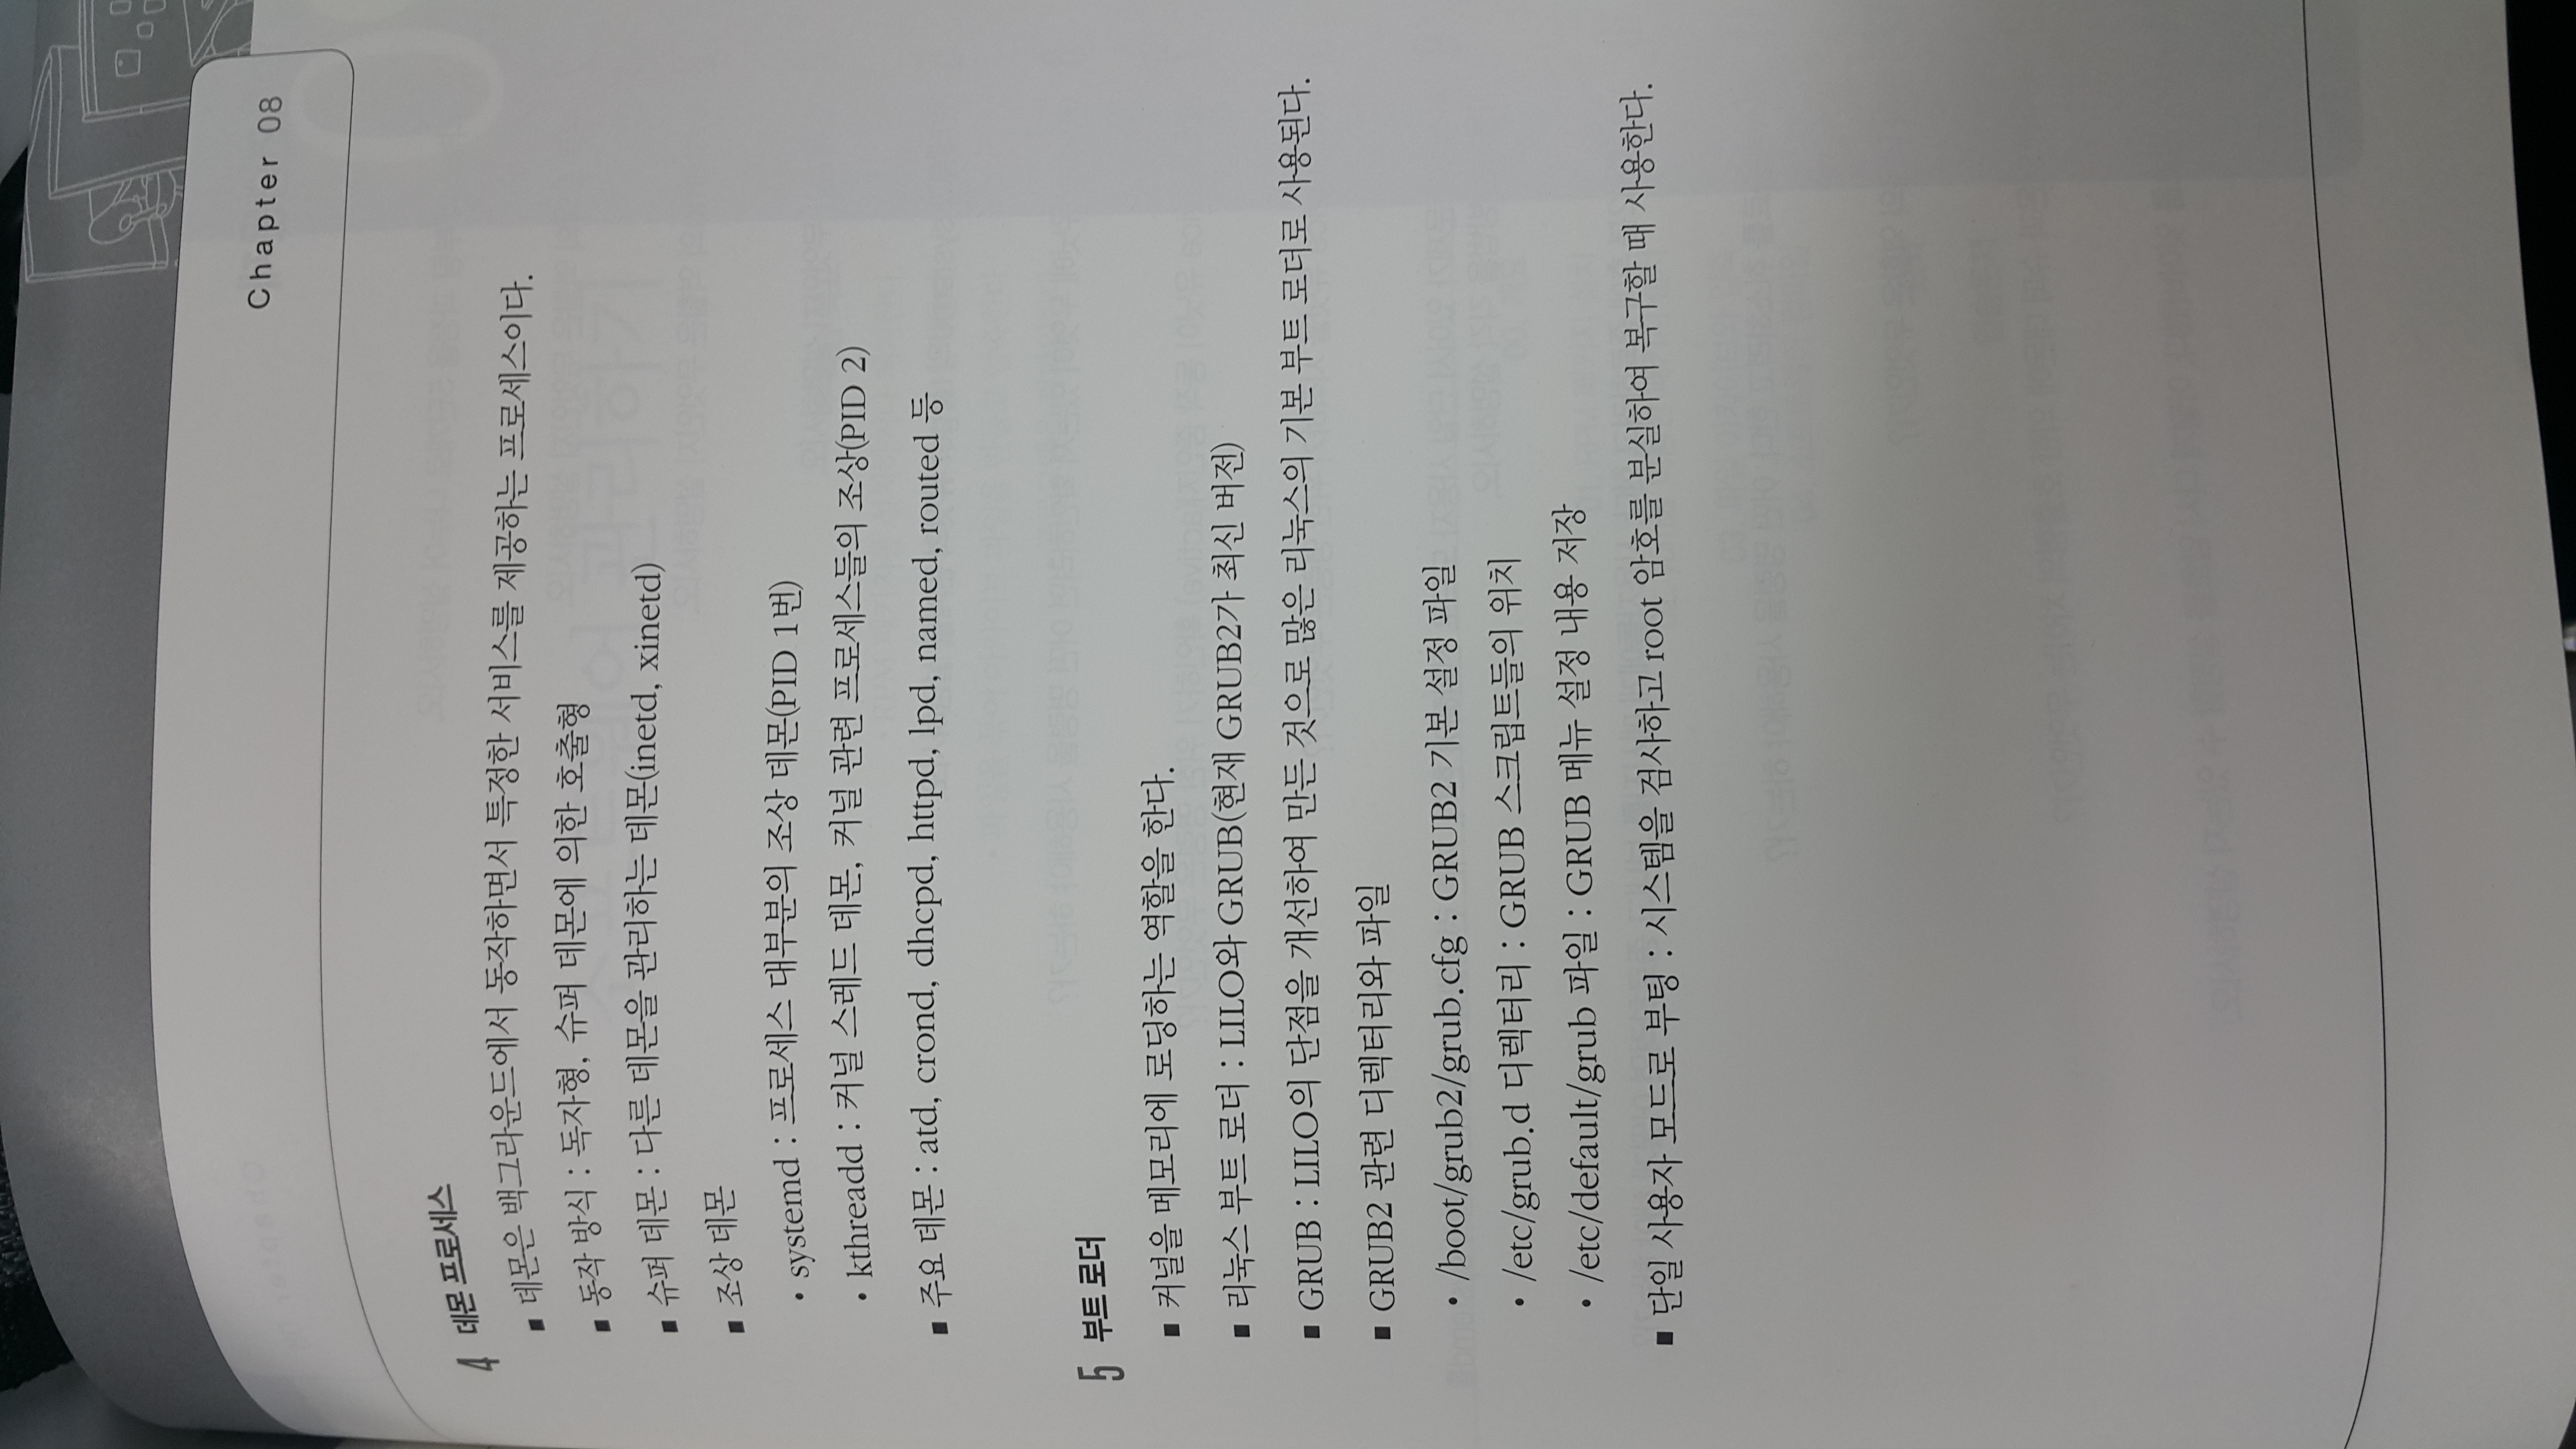 Chapter 08
4 데몬 프로세스
■ 데몬은 백그라운드에서 동작하면서 특정한 서비스를 제공하는 프로세스이다.
■ 동작 방식 : 독자형, 슈퍼 데몬에 의한 호출형
■ 슈퍼 데몬 : 다른 데몬을 관리하는 데몬(inetd, xinetd)
■ 조상 데몬
• systemd : 프로세스 대부분의 조상 데몬(PID 1번)
• kthreadd : 커널 스레드 데몬, 커널 관련 프로세스들의 조상(PID 2)
■ 주요 데몬 : atd, crond, dhcpd, httpd, lpd, named, routed 등
5 부트 로더
■ 커널을 메모리에 로딩하는 역할을 한다.
■ 리눅스 부트 로더 : LILO와 GRUB(현재 GRUB2가 최신 버전)
■ GRUB : LILO의 단점을 개선하여 만든 것으로 많은 리눅스의 기본 부트 로더로 사용된다.
■ GRUB2 관련 디렉터리와 파일
• /boot/grub2/grub.cfg : GRUB2 기본 설정 파일
• /etc/grub.d 디렉터리 : GRUB 스크립트들의 위치
• /etc/default/grub 파일 : GRUB 메뉴 설정 내용 저장
■ 단일 사용자 모드로 부팅 : 시스템을 검사하고 root 암호를 분실하여 복구할 때 사용한다.